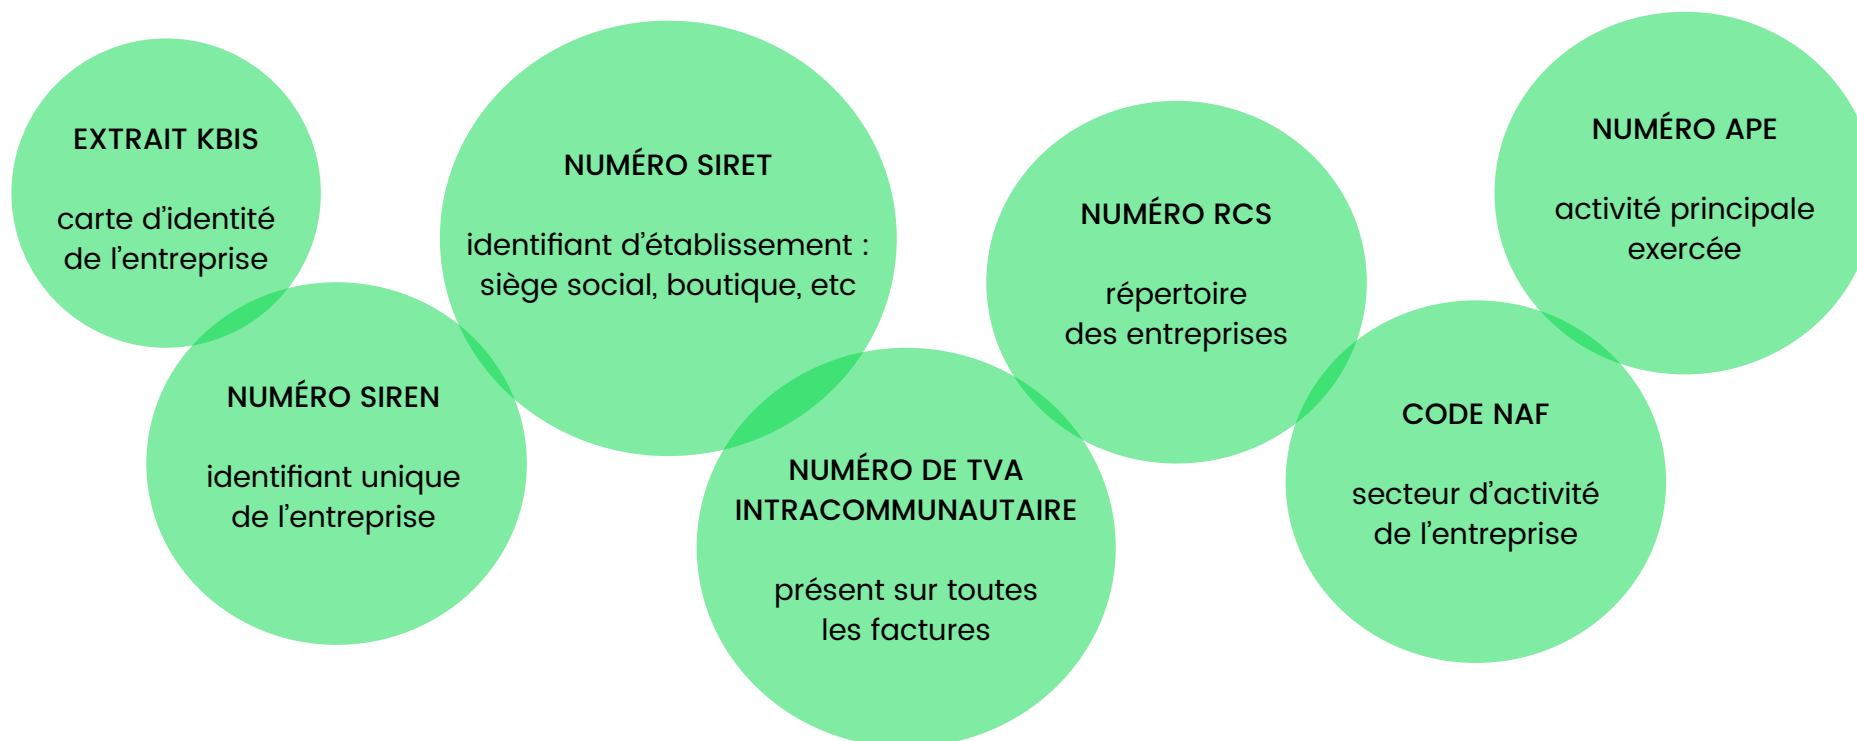 EXTRAIT KBIS
carte d’identité
de l’entreprise
NUMÉRO SIREN
identifiant unique
de l’entreprise
NUMÉRO SIRET
identifiant d’établissement :
siège social, boutique, etc
NUMÉRO DE TVA
INTRACOMMUNAUTAIRE
présent sur toutes
les factures
NUMÉRO RCS
répertoire
des entreprises
CODE NAF
secteur d’activité
de l’entreprise
NUMÉRO APE
activité principale
exercée